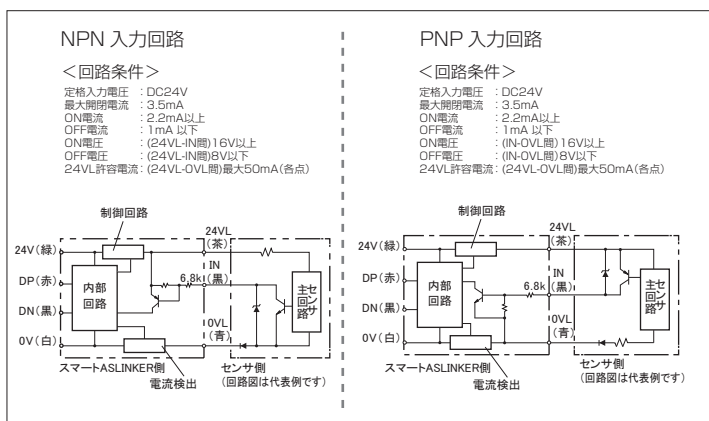 NPN 入力回路
＜回路条件＞
定格入力電圧　：DC24V
最大開閉電流　：3.5mA
ON電流　：2.2mA以上
OFF電流　：1mA 以下
ON電圧　：(24VL-IN間)16V以上
OFF電圧　：(24VL-IN間)8V以下
24VL許容電流：(24VL-0VL間)最大50mA(各点)
制御回路
24VL
(茶)
24V(緑)
IN
(黒)
6.8k
DP(赤)
内部
回路
センサ
主回路
DN(黒)
0VL
(青)
0V(白)
スマートASLINKER側
電流検出
センサ側
(回路図は代表例です)
PNP 入力回路
＜回路条件＞
定格入力電圧　：DC24V
最大開閉電流　：3.5mA
ON電流　：2.2mA以上
OFF電流　：1mA 以下
ON電圧　：(IN-0VL間)16V以上
OFF電圧　：(IN-0VL間)8V以下
24VL許容電流：(24VL-0VL間)最大50mA(各点)
制御回路
24VL
(茶)
24V(緑)
IN
(黒)
6.8k
DP(赤)
内部
回路
センサ
主回路
DN(黒)
0VL
(青)
0V(白)
スマートASLINKER側
電流検出
センサ側
(回路図は代表例です)